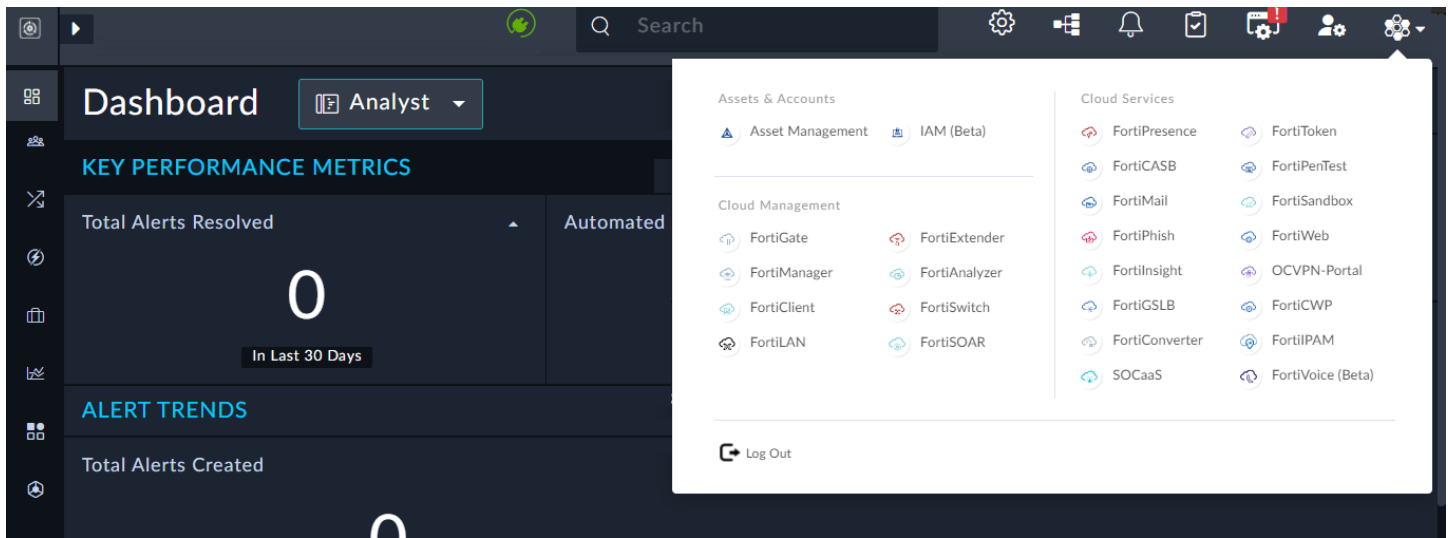 Search
Dashboard
Analyst
KEY PERFORMANCE METRICS
Total Alerts Resolved
0
In Last 30 Days
Automated
ALERT TRENDS
Total Alerts Created
0
Assets & Accounts
Asset Management
IAM (Beta)
Cloud Management
FortiGate
FortiExtender
FortiManager
FortiAnalyzer
FortiClient
FortiSwitch
FortiLAN
FortiSOAR
Cloud Services
FortiPresence
FortiToken
FortiCASB
FortiPenTest
FortiMail
FortiSandbox
FortiPhish
FortiWeb
FortiInsight
OCVPN-Portal
FortiGSLB
FortiCWP
FortiConverter
FortiIPAM
SOCaaS
FortiVoice (Beta)
Log Out